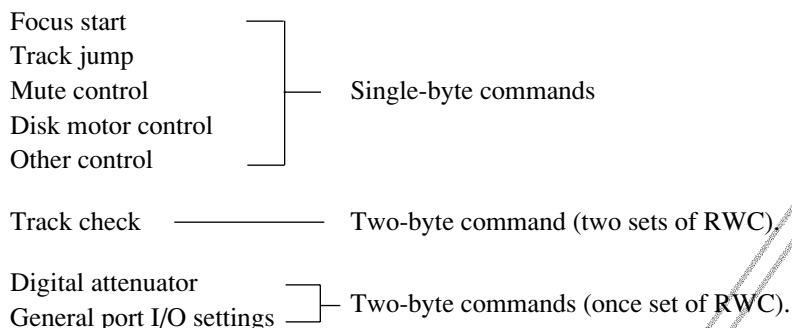 Focus start
Track jump
Mute control
Single-byte commands
Disk motor control
Other control
Track check
Two-byte command (two sets of RWC).
Digital attenuator
Two-byte commands (once set of RWC).
General port I/O settings